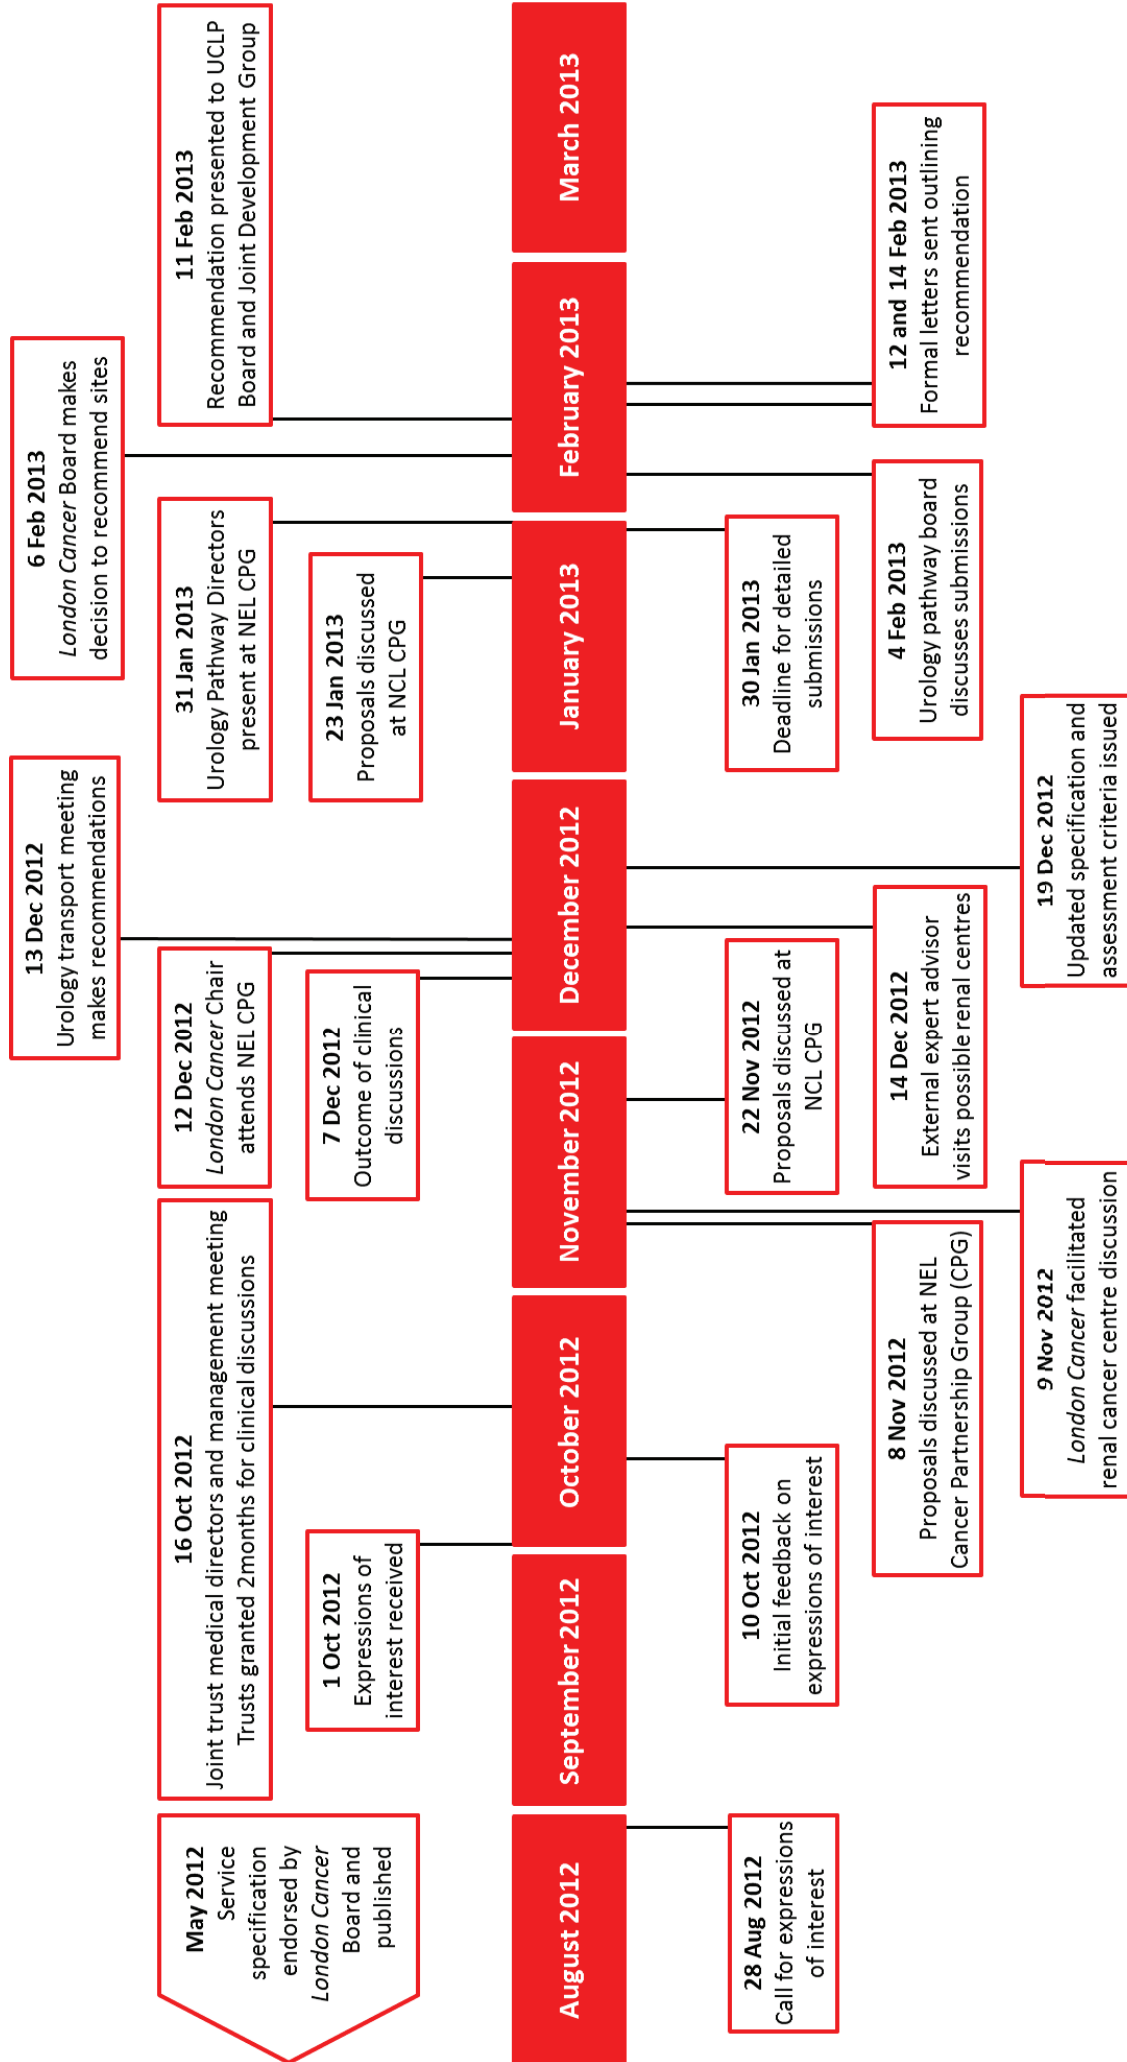 May 2012
Service
specification
endorsed by
London Cancer
Board and
published
16 Oct 2012
Joint trust medical directors and management meeting
Trusts granted 2months for clinical discussions
1 Oct 2012
Expressions of
interest received
13 Dec 2012
Urology transport meeting
makes recommendations
12 Dec 2012
London Cancer Chair
attends NEL CPG
7 Dec 2012
Outcome of clinical
discussions
6 Feb 2013
London Cancer Board makes
decision to recommend sites
31 Jan 2013
Urology Pathway Directors
present at NEL CPG
23 Jan 2013
Proposals discussed
at NCL CPG
11 Feb 2013
Recommendation presented to UCLP
Board and Joint Development Group
August 2012
September 2012
October 2012
November 2012
December 2012
January 2013
February 2013
March 2013
28 Aug 2012
Call for expressions
of interest
10 Oct 2012
Initial feedback on
expressions of interest
8 Nov 2012
Proposals discussed at NEL
Cancer Partnership Group (CPG)
9 Nov 2012
London Cancer facilitated
renal cancer centre discussion
22 Nov 2012
Proposals discussed at
NCL CPG
14 Dec 2012
External expert advisor
visits possible renal centres
19 Dec 2012
Updated specification and
assessment criteria issued
30 Jan 2013
Deadline for detailed
submissions
4 Feb 2013
Urology pathway board
discusses submissions
12 and 14 Feb 2013
Formal letters sent outlining
recommendation